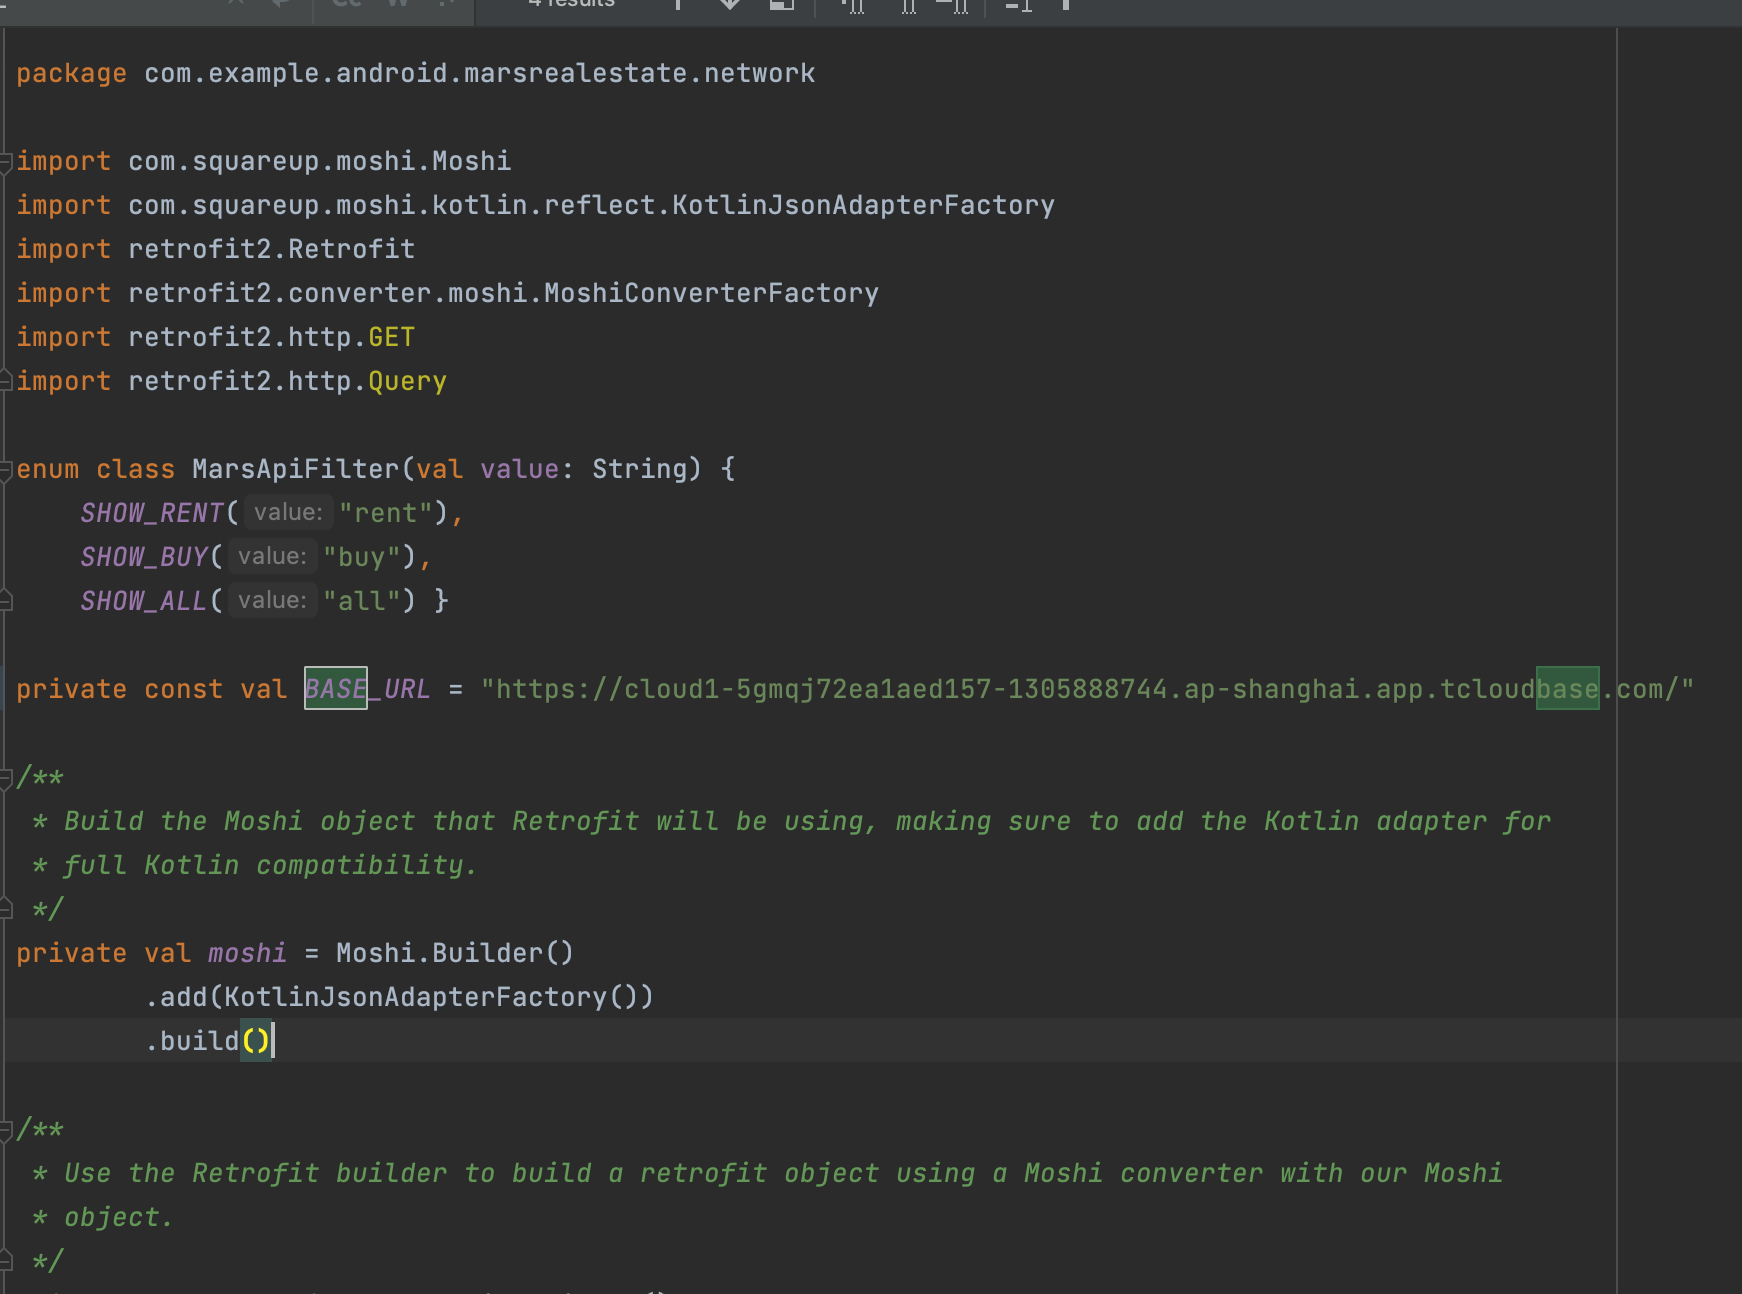 4 results
package com.example.android.marsrealestate.network
import com.squareup.moshi.Moshi
import com.squareup.moshi.kotlin.reflect.KotlinJsonAdapterFactory
import retrofit2.Retrofit
import retrofit2.converter.moshi.MoshiConverterFactory
import retrofit2.http.GET
import retrofit2.http.Query
enum class MarsApiFilter(val value: String) {
SHOW_RENT( value: "rent"),
SHOW_BUY( value: "buy"),
SHOW_ALL( value: "all") }
private const val BASE_URL = "https://cloud1-5gmqj72ea1aed157-1305888744.ap-shanghai.app.tcloudbase.com/"
/**
* Build the Moshi object that Retrofit will be using, making sure to add the Kotlin adapter for
* full Kotlin compatibility.
*/
private val moshi = Moshi.Builder()
.add(KotlinJsonAdapterFactory())
.build()
/**
* Use the Retrofit builder to build a retrofit object using a Moshi converter with our Moshi
* object.
*/